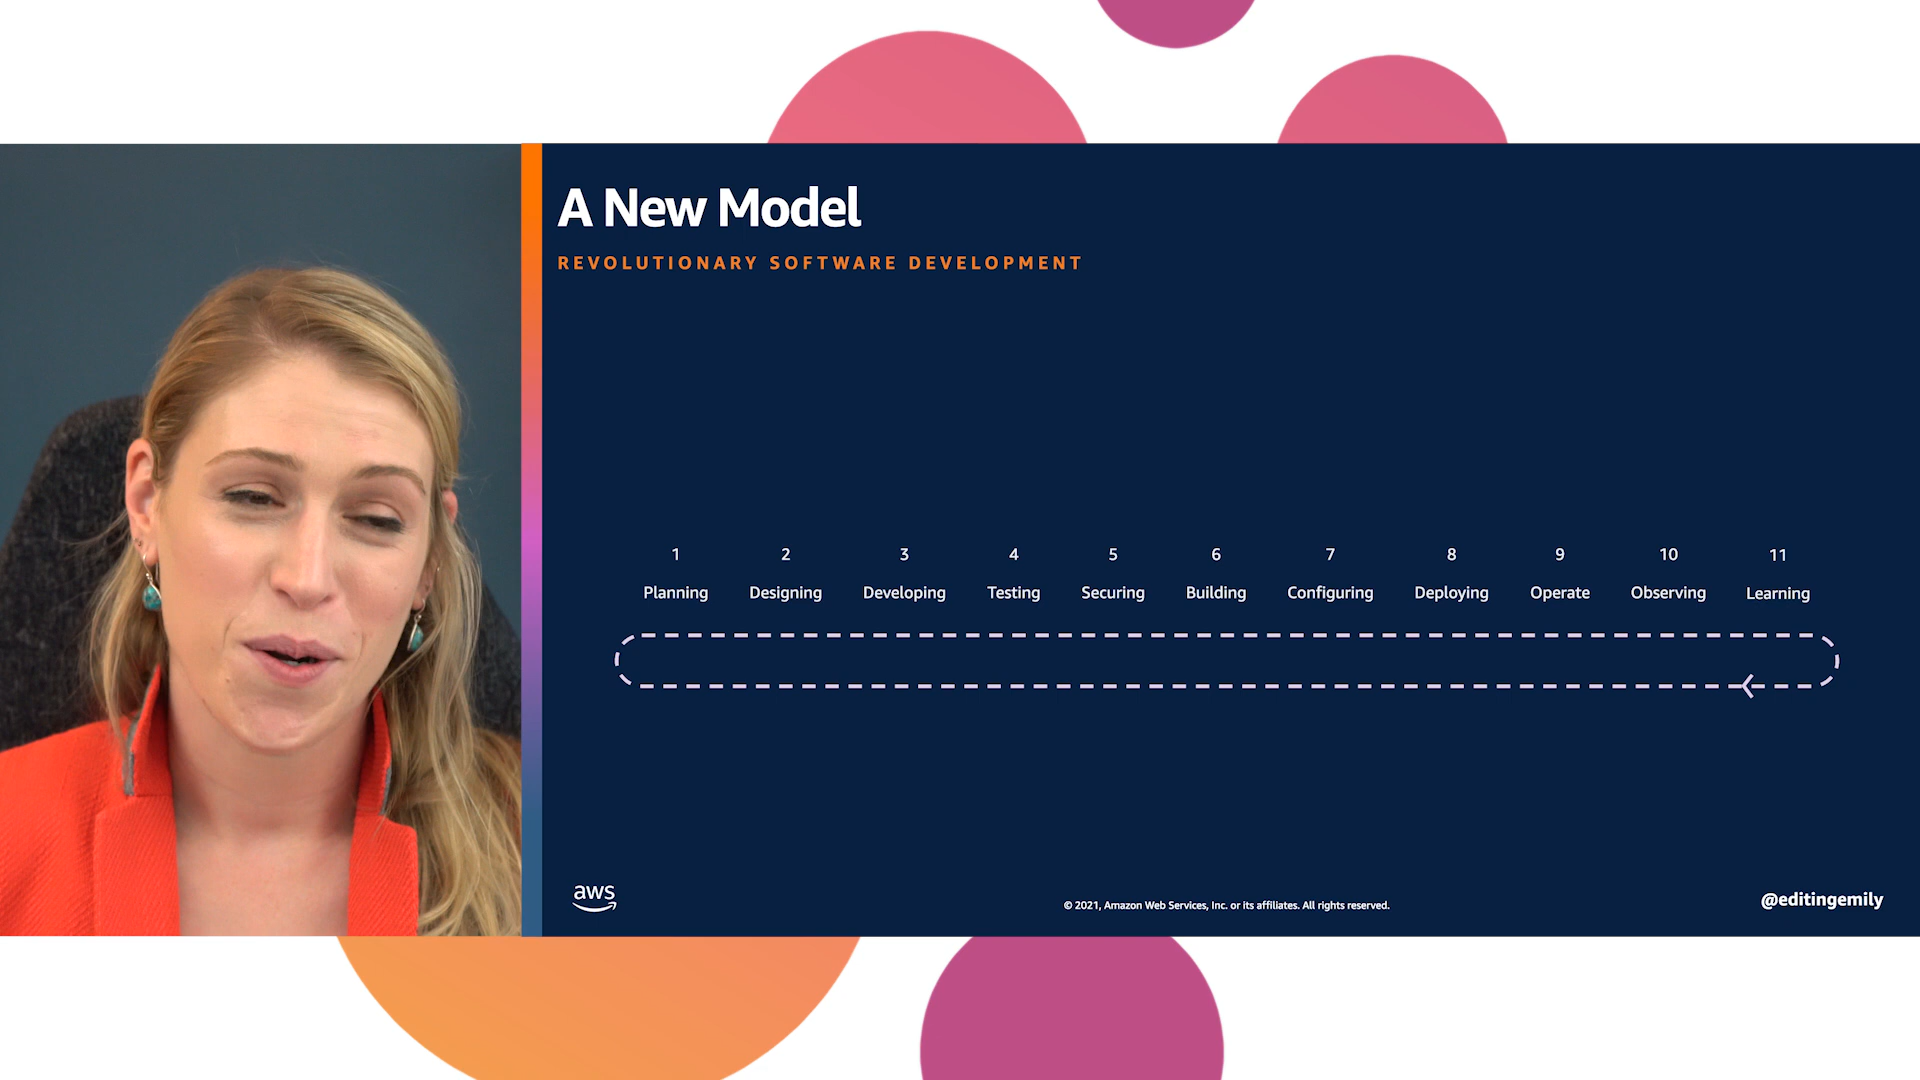 A New Model
REVOLUTIONARY SOFTWARE DEVELOPMENT
1 2 3 4 5 6 7 8 9 10 11
Planning Designing Developing Testing Securing Building Configuring Deploying Operate Observing Learning
aws
© 2021, Amazon Web Services, Inc. or its affiliates. All rights reserved.
@editingemily